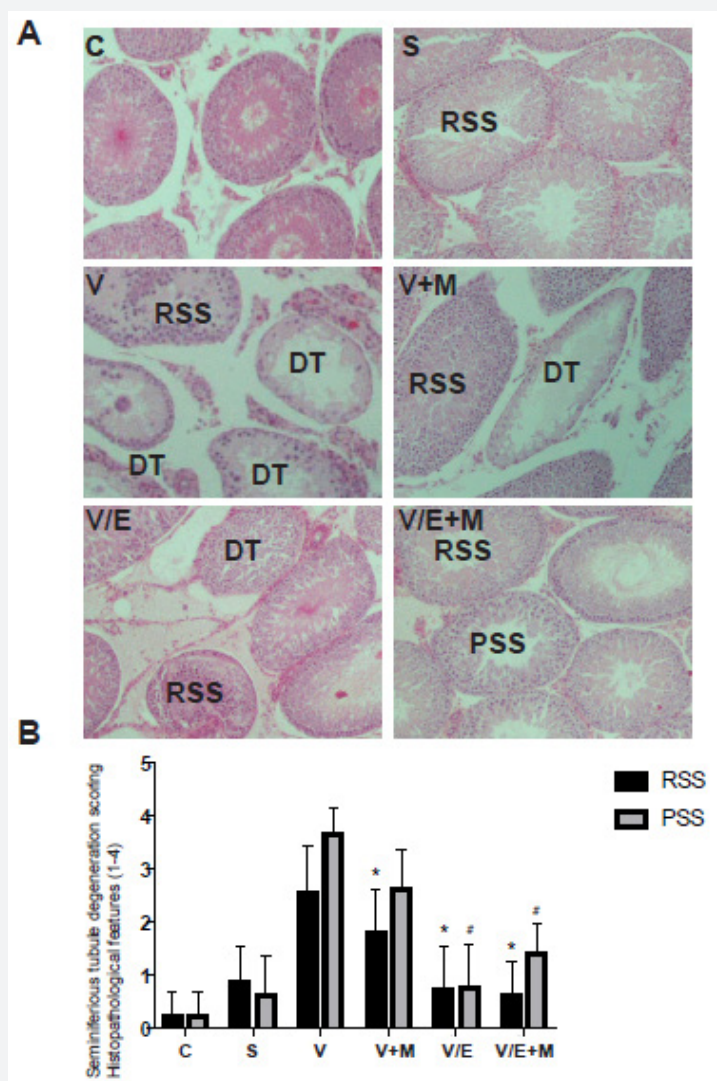 A
C
S
RSS
V
RSS
DT
DT
DT
V+M
RSS
DT
V/E
DT
RSS
V/E+M
RSS
PSS
B
Seminiferious tubule degeneration scoring
Histopathological features (1-4)
5
4
3
2
1
0
* * # * #
C S V V+M V/E V/E+M
RSS
PSS